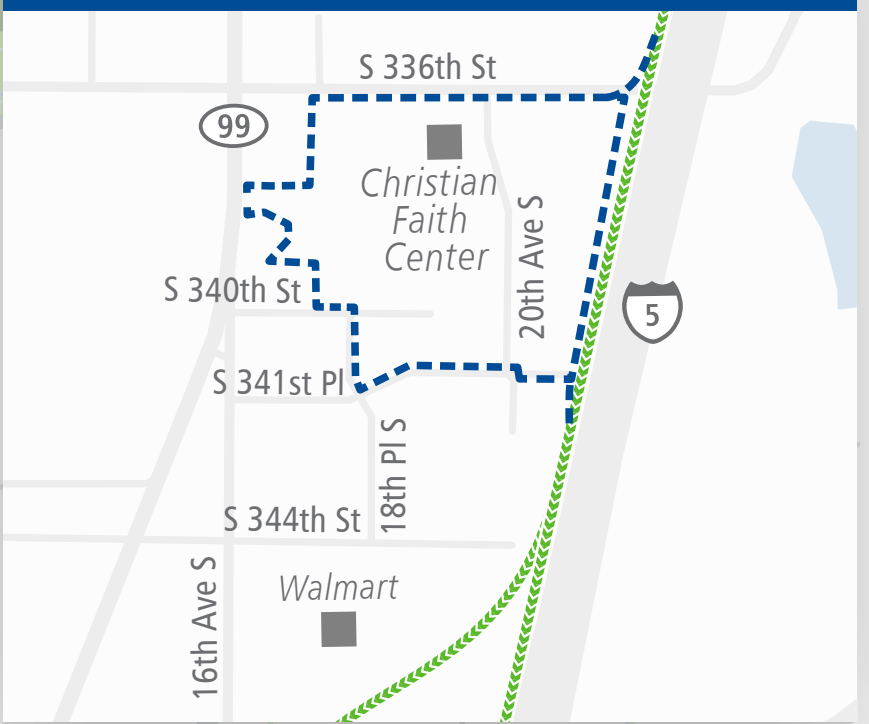 S 336th St
99
Christian
Faith
Center
20th Ave S
S 340th St
5
S 341st Pl
18th Pl S
S 344th St
16th Ave S
Walmart